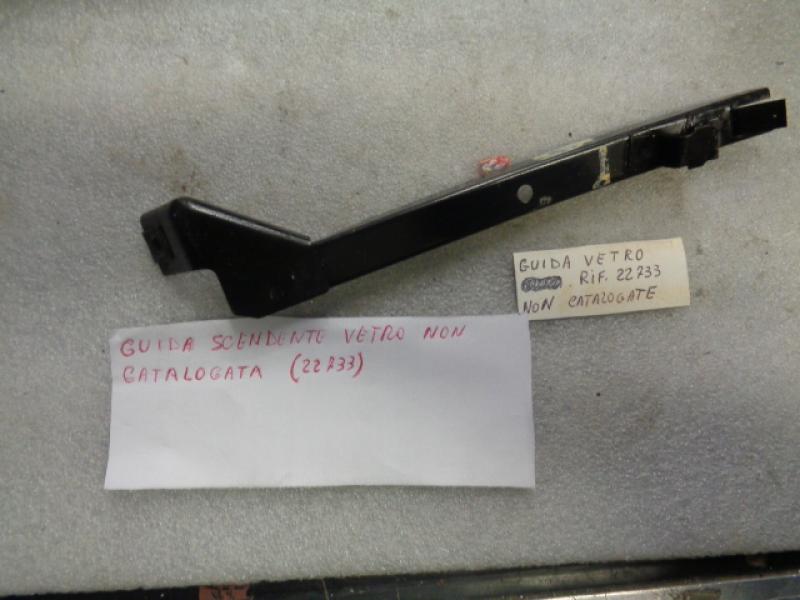 GUIDA VETRO
RiF. 22733
NON CATALOGATE
GUIDA SCENDENTE VETRO NON
CATALOGATA (22733)